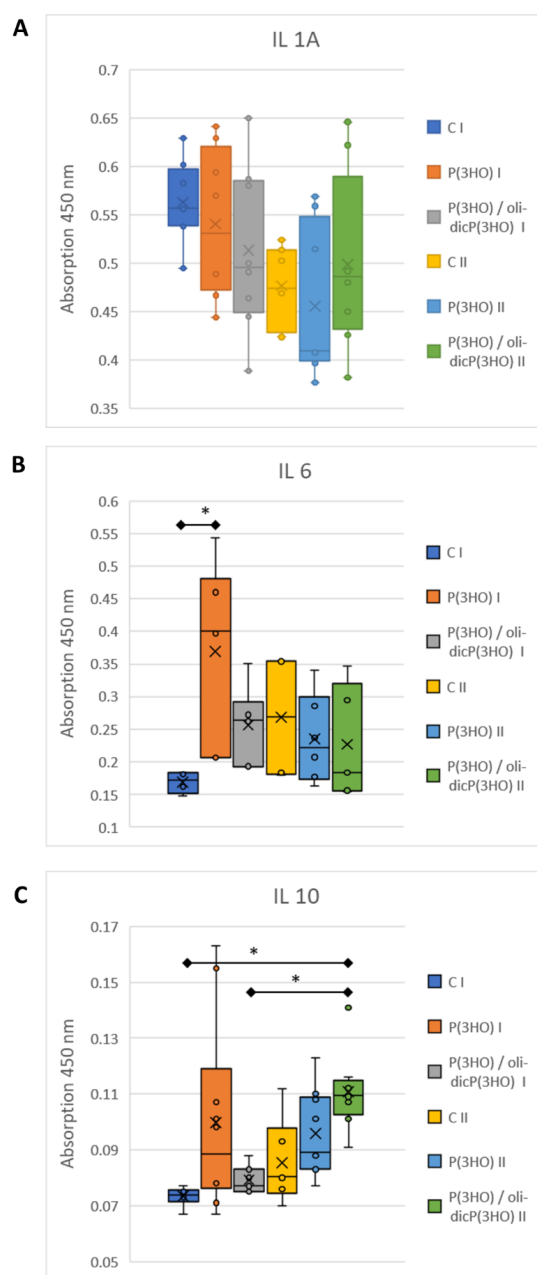 A
IL 1A
0.7
0.65
0.6
0.55
0.5
0.45
0.4
0.35
Absorption 450 nm
C I
P(3HO) I
P(3HO) / oli-
dicP(3HO) I
C II
P(3HO) II
P(3HO) / oli-
dicP(3HO) II
B
IL 6
0.6
0.55
0.5
0.45
0.4
0.35
0.3
0.25
0.2
0.15
0.1
Absorption 450 nm
*
C I
P(3HO) I
P(3HO) / oli-
dicP(3HO) I
C II
P(3HO) II
P(3HO) / oli-
dicP(3HO) II
C
IL 10
0.17
0.15
0.13
0.11
0.09
0.07
0.05
Absorption 450 nm
*
*
C I
P(3HO) I
P(3HO) / oli-
dicP(3HO) I
C II
P(3HO) II
P(3HO) / oli-
dicP(3HO) II